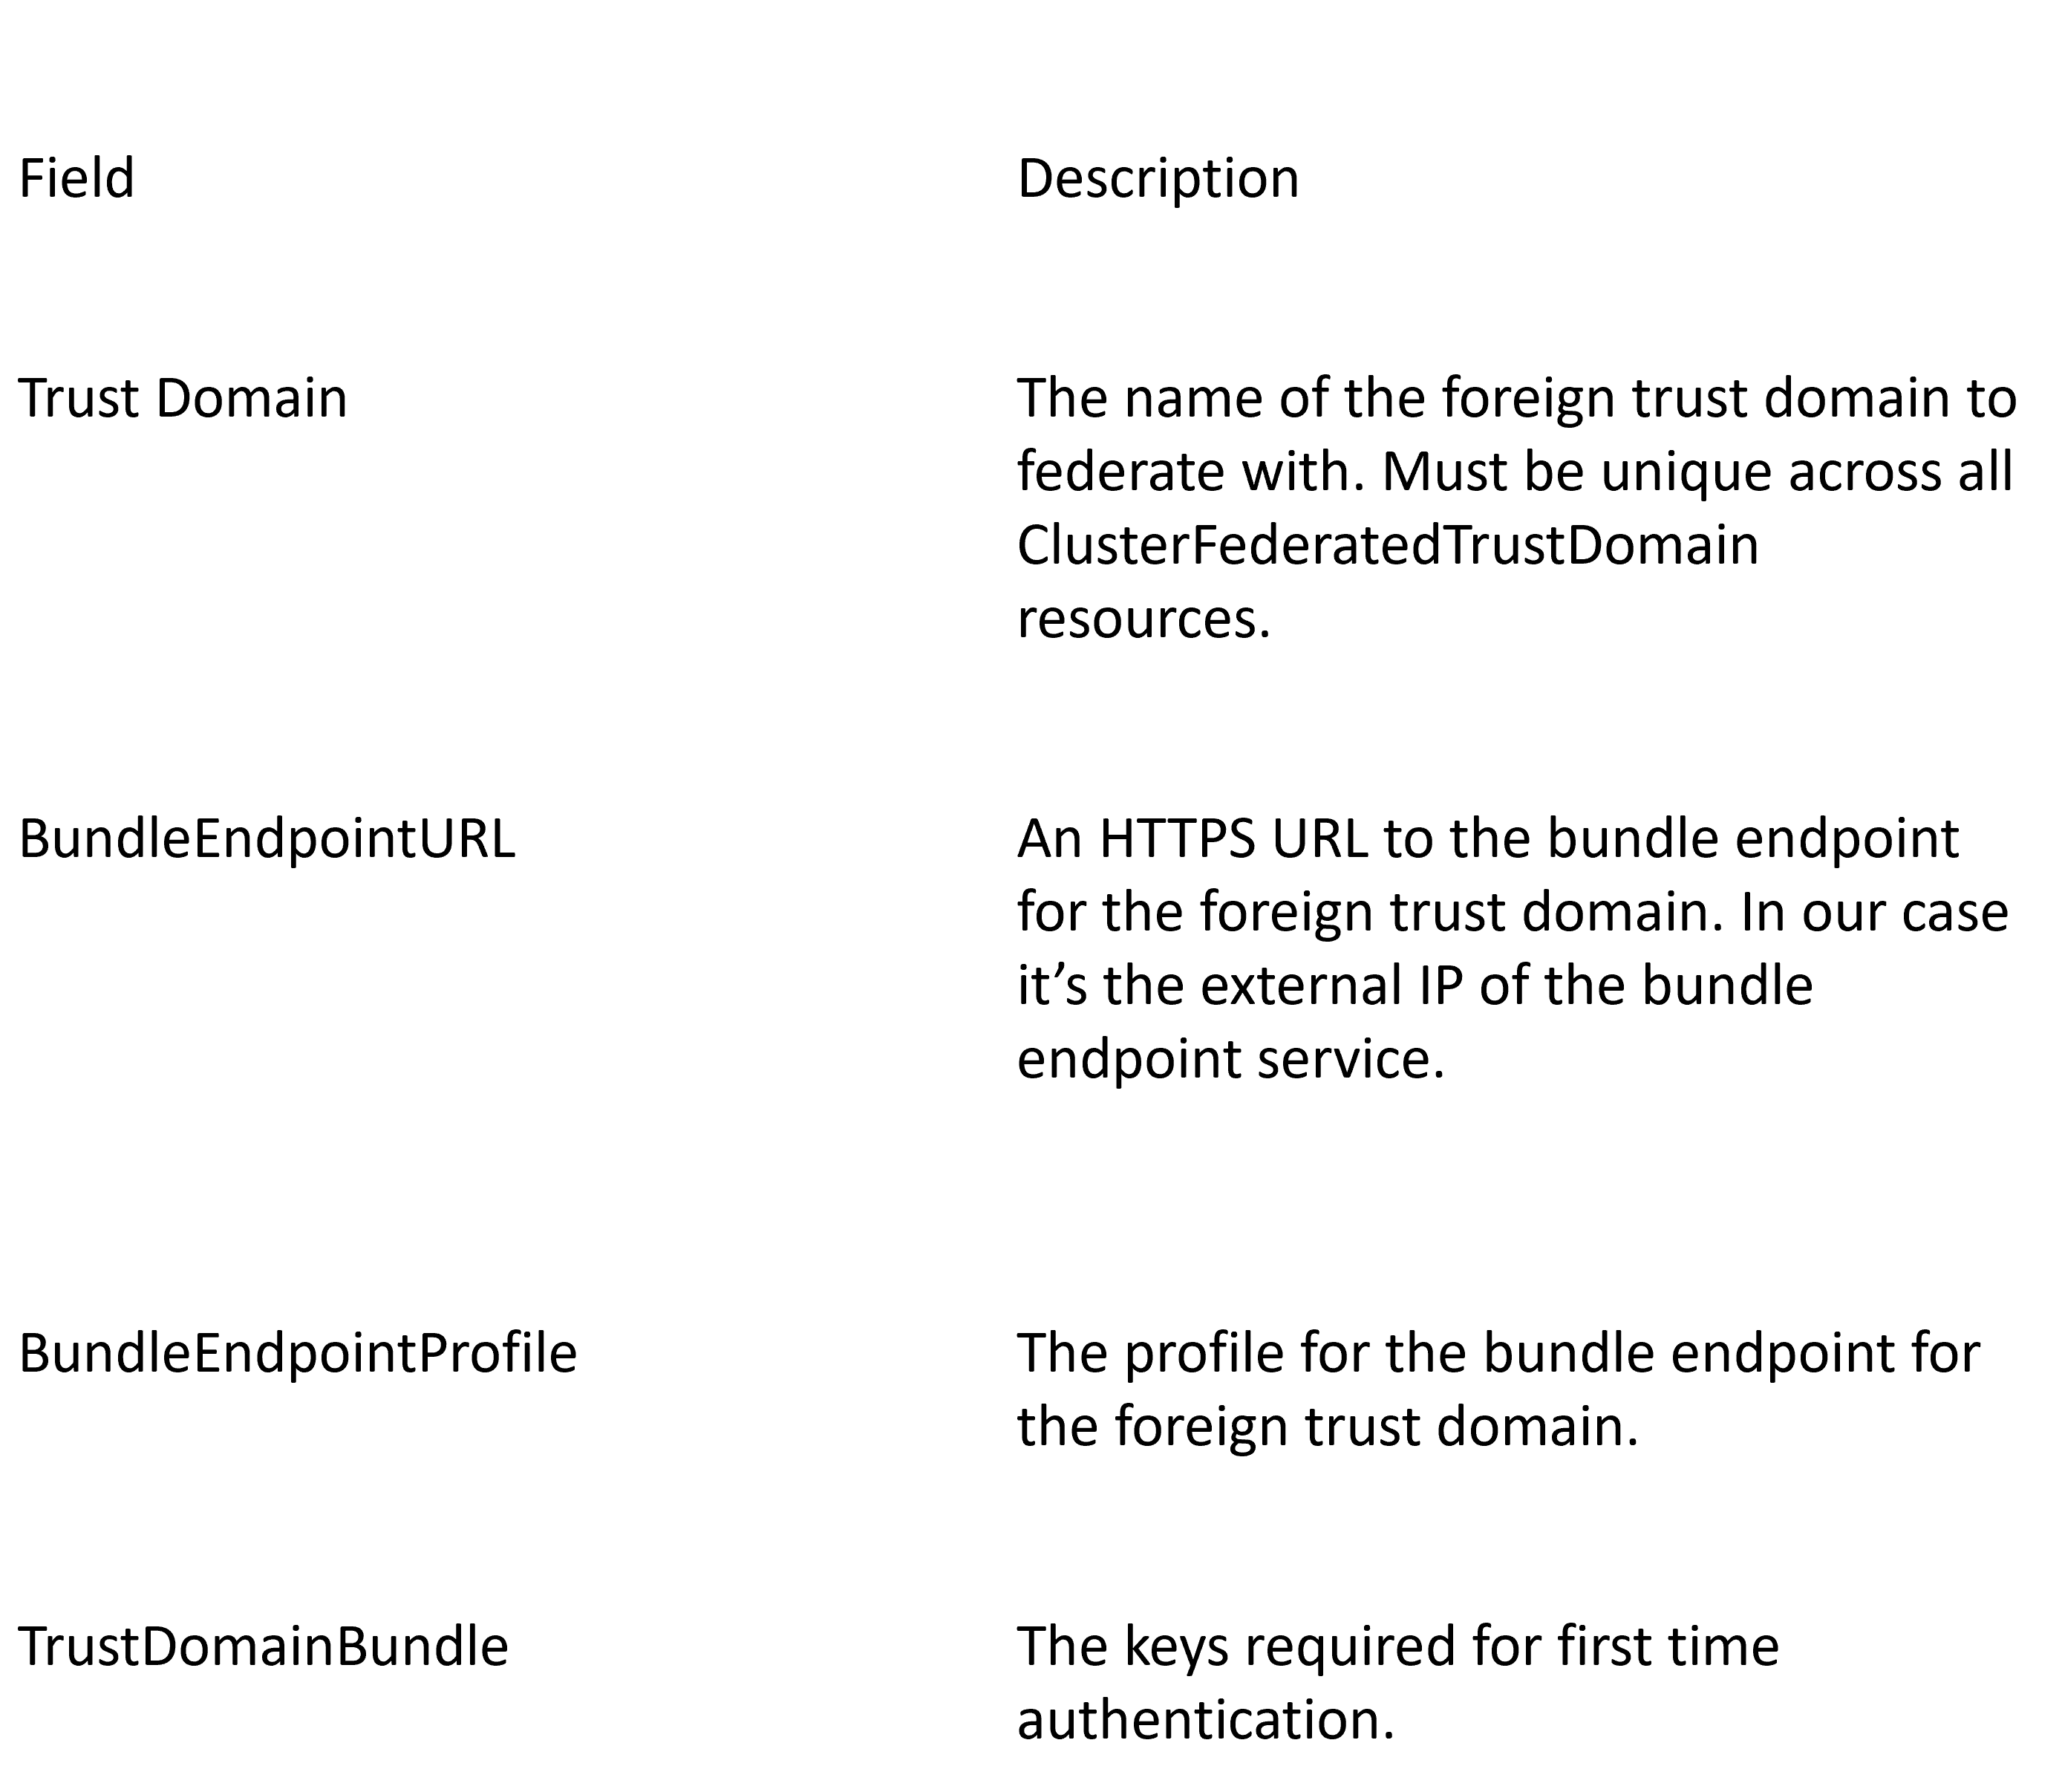 Field
Description
Trust Domain
The name of the foreign trust domain to
federate with. Must be unique across all
ClusterFederatedTrustDomain
resources.
BundleEndpointURL
An HTTPS URL to the bundle endpoint
for the foreign trust domain. In our case
it’s the external IP of the bundle
endpoint service.
BundleEndpointProfile
The profile for the bundle endpoint for
the foreign trust domain.
TrustDomainBundle
The keys required for first time
authentication.